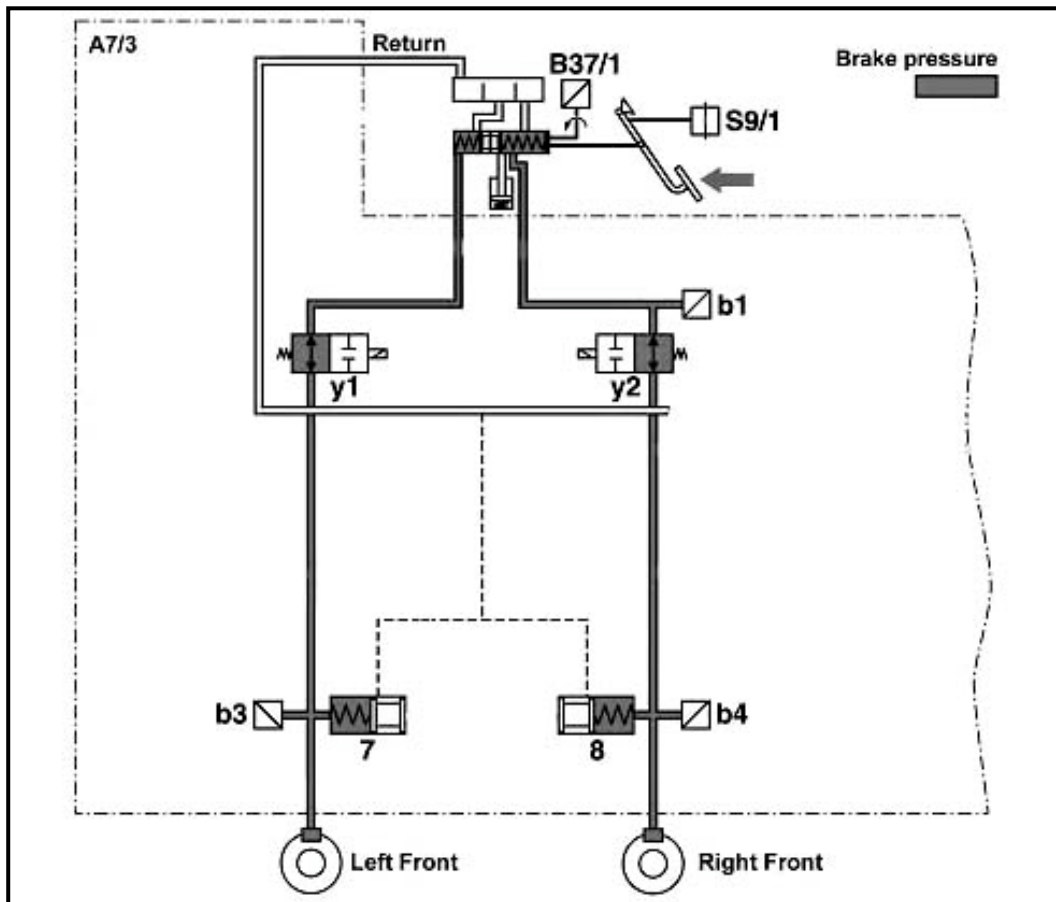 A7/3
Return
B37/1
Brake pressure
S9/1
b1
y1
y2
b3
7
8
b4
Left Front
Right Front